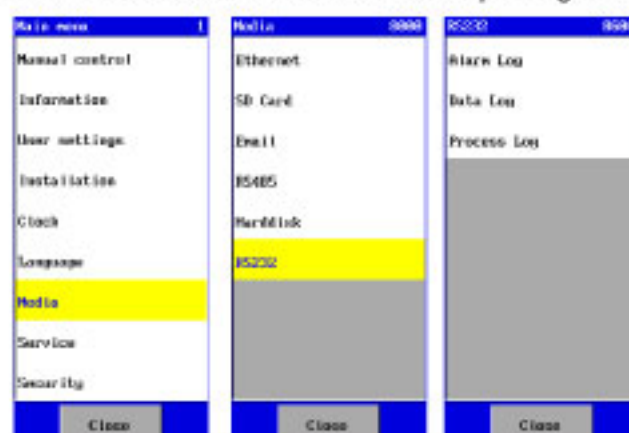 Main menu 1
Manual control
Information
User settings
Installation
Clock
Language
Media
Service
Security
Close
Media 8000
Ethernet
SD Card
Email
RS485
Harddisk
RS232
Close
RS232
Alarm Log
Data Log
Process Log
Close